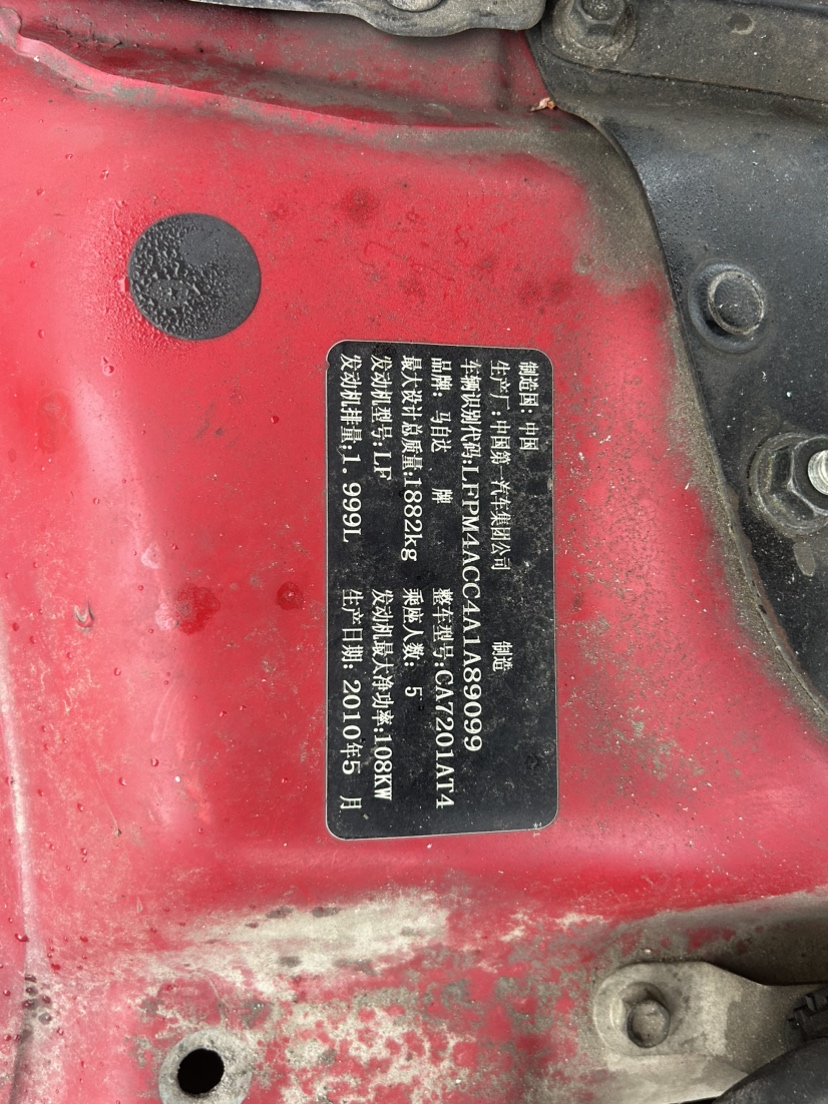 制造国：中国
生产厂：中国第一汽车集团公司 制造
车辆识别代码：LFPM4ACC4A1A89099
品牌： 马自达 牌 整车型号：CA7201AT4
最大设计总质量：1882kg 乘座人数： 5
发动机型号：LF 发动机最大净功率：108KW
发动机排量：1.999L 生产日期： 2010年5 月